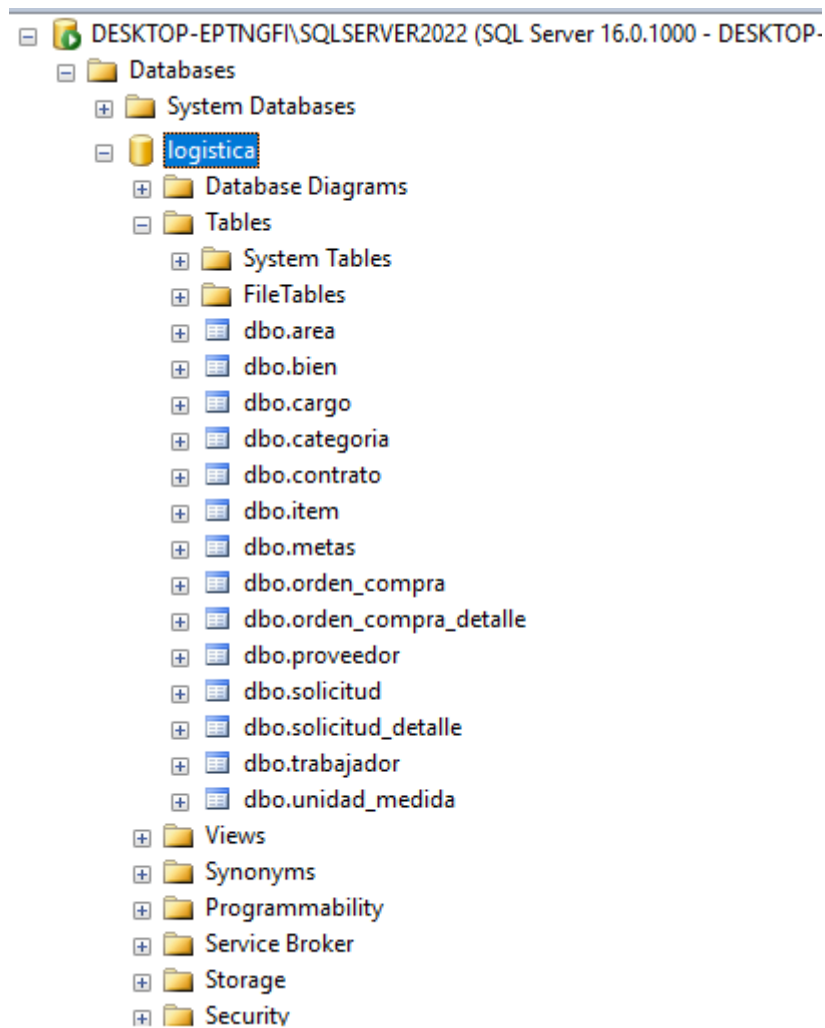 DESKTOP-EPTNGFI\SQLSERVER2022 (SQL Server 16.0.1000 - DESKTOP-
Databases
System Databases
logistica
Database Diagrams
Tables
System Tables
FileTables
dbo.area
dbo.bien
dbo.cargo
dbo.categoria
dbo.contrato
dbo.item
dbo.metas
dbo.orden_compra
dbo.orden_compra_detalle
dbo.proveedor
dbo.solicitud
dbo.solicitud_detalle
dbo.trabajador
dbo.unidad_medida
Views
Synonyms
Programmability
Service Broker
Storage
Security